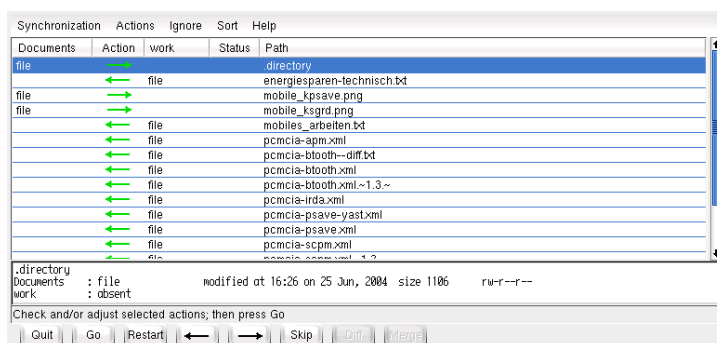 Synchronization Actions Ignore Sort Help
Documents Action work Status Path
file .directory
file energiesparen-technisch.txt
file mobile_kpsave.png
file mobile_ksgrd.png
file mobiles_arbeiten.txt
file pcmcia-apm.xml
file pcmcia-btooth--diff.txt
file pcmcia-btooth.xml
file pcmcia-btooth.xml.~1.3.~
file pcmcia-irda.xml
file pcmcia-psave-yast.xml
file pcmcia-psave.xml
file pcmcia-scpm.xml
file
.directory
Documents : file modified at 16:26 on 25 Jun, 2004 size 1106 rw-r--r--
work : absent
Check and/or adjust selected actions; then press Go
Quit Go Restart Skip Diff Merge